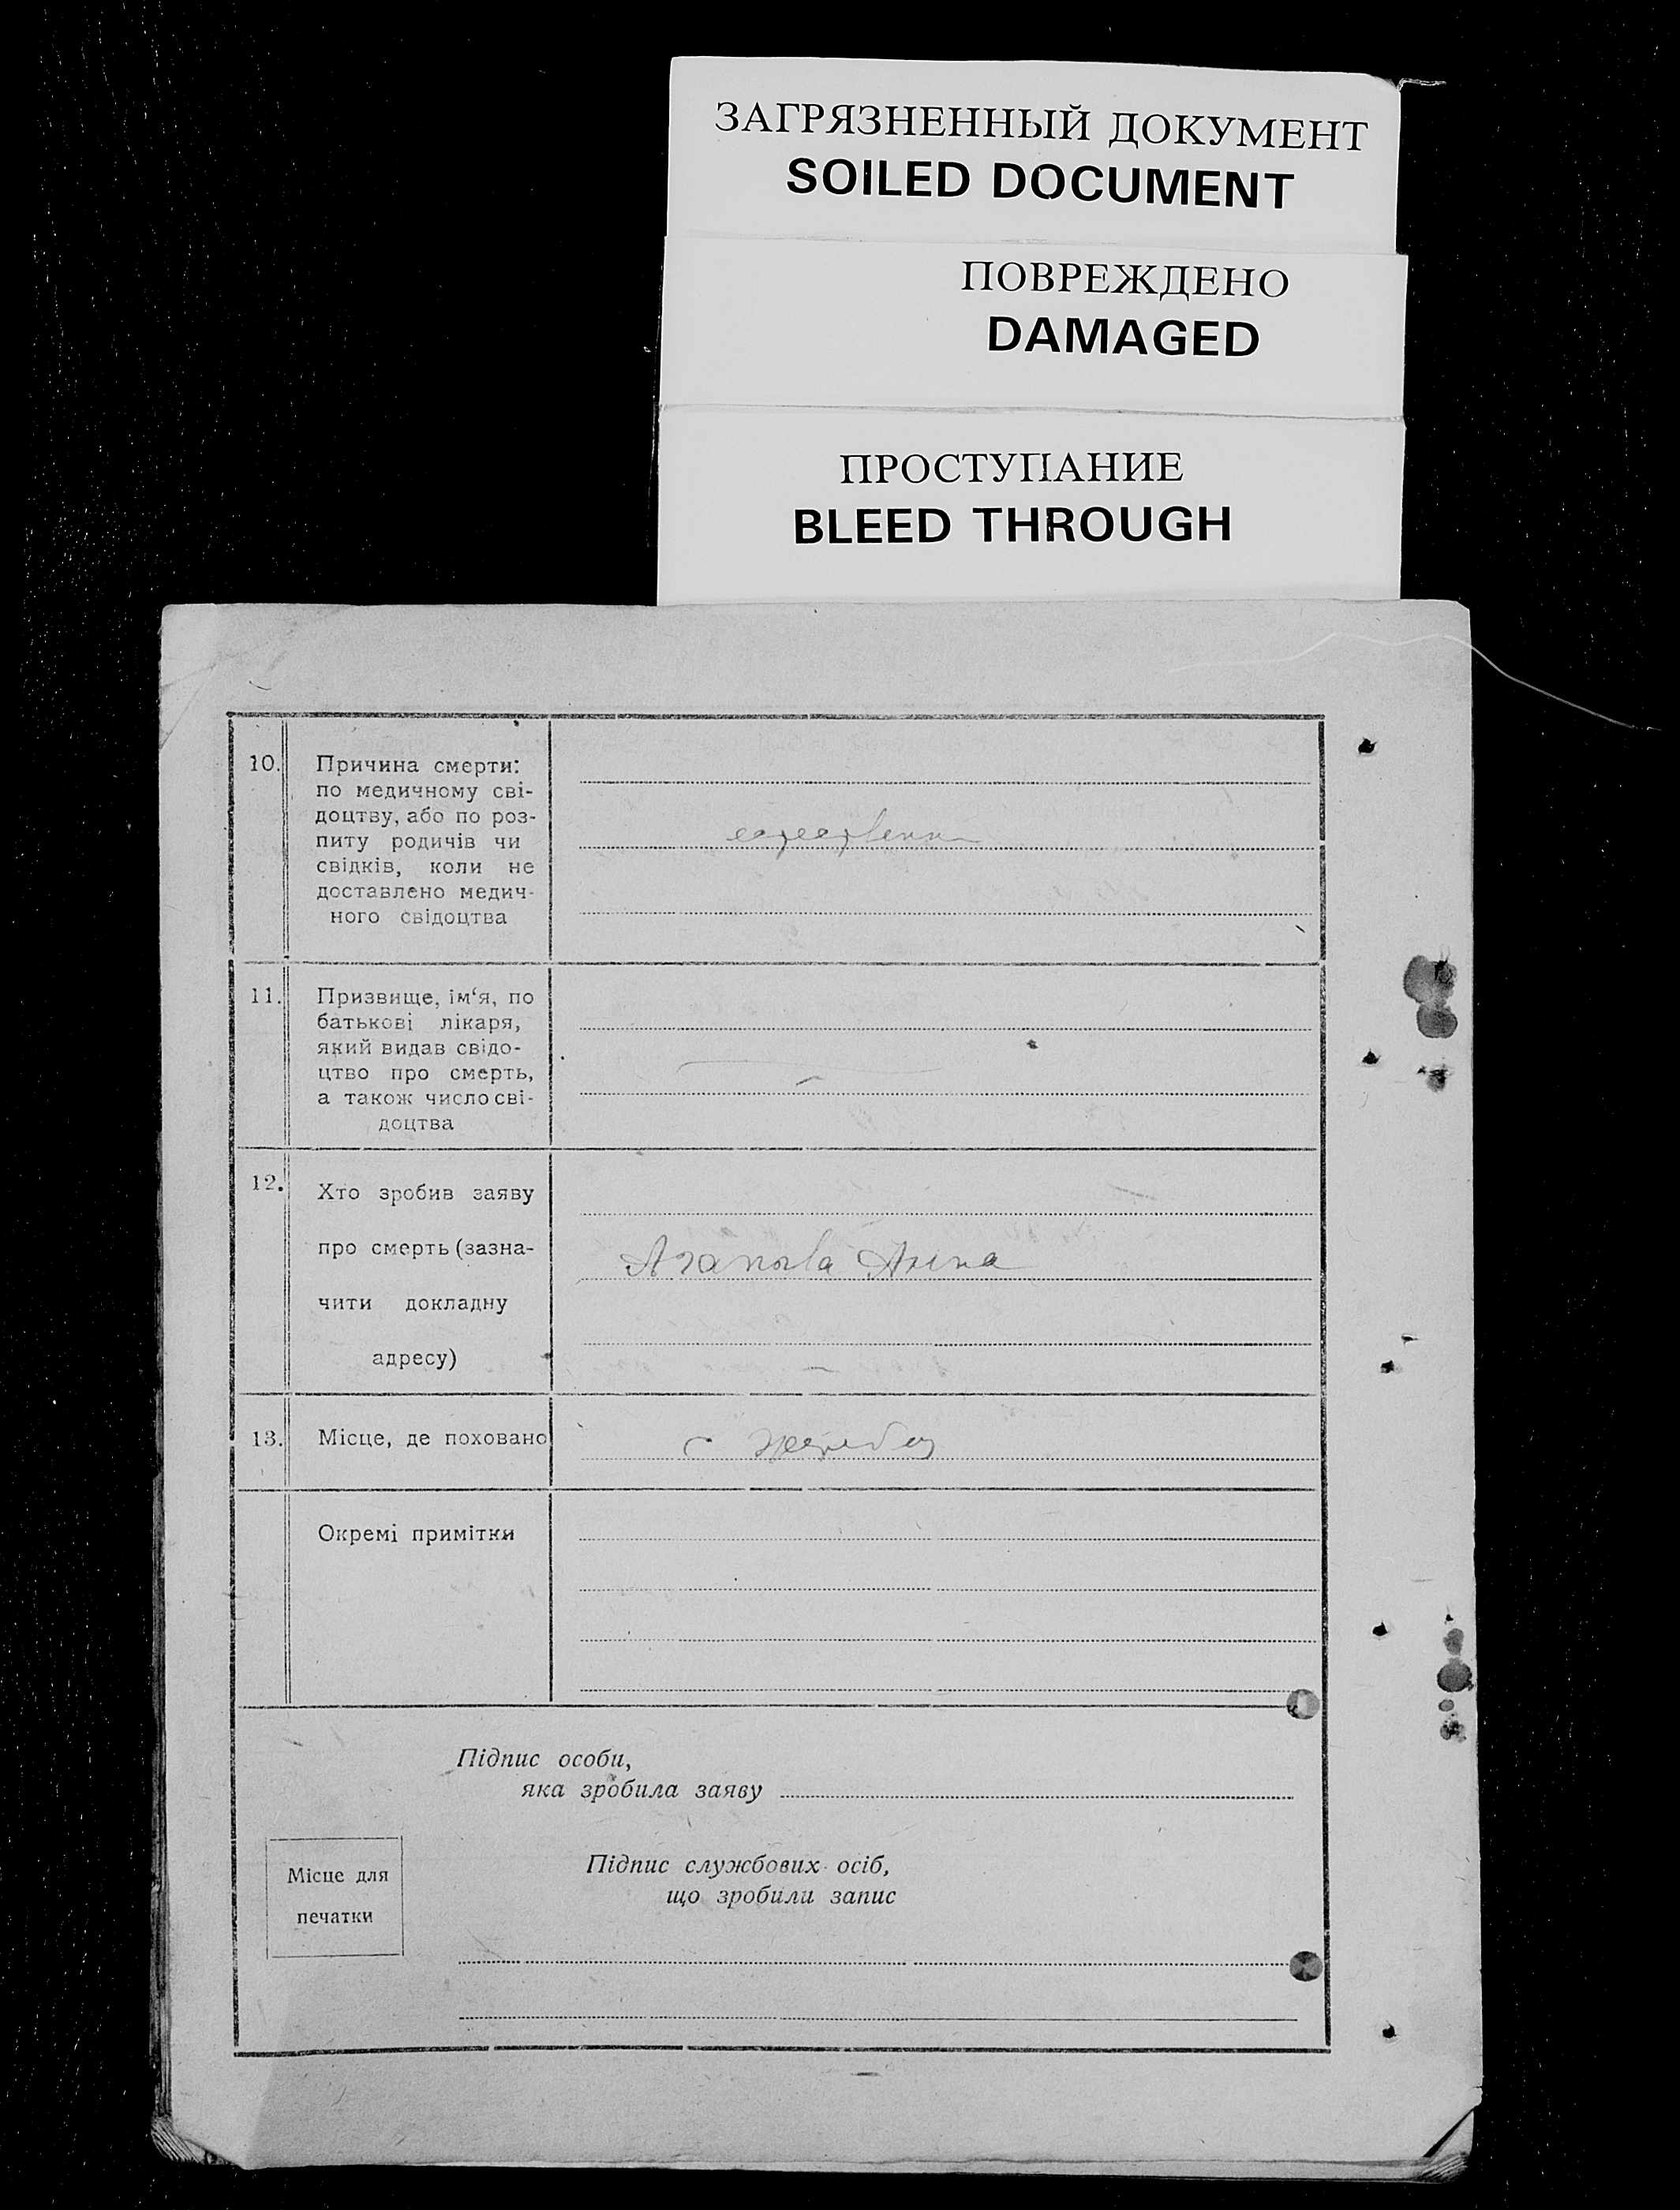 ЗАГРЯЗНЕННЫЙ ДОКУМЕНТ
SOILED DOCUMENT
ПОВРЕЖДЕНО
DAMAGED
ПРОСТУПАНИЕ
BLEED THROUGH
10.
Причина смерти:
по медичному сві-
доцтву, або по роз-
питу родичів чи
свідків, коли не
доставлено медич-
ного свідоцтва
11.
Призвище, ім‘я, по
батькові лікаря,
який видав свідо-
цтво про смерть,
а також число сві-
доцтва
12.
Хто зробив заяву
про смерть (зазна-
чити докладну
адресу)
Агапова Анна
13.
Місце, де поховано
с
Окремі примітки
Підпис особи,
яка зробила заяву
Місце для
печатки
Підпис службових осіб,
що зробили запис